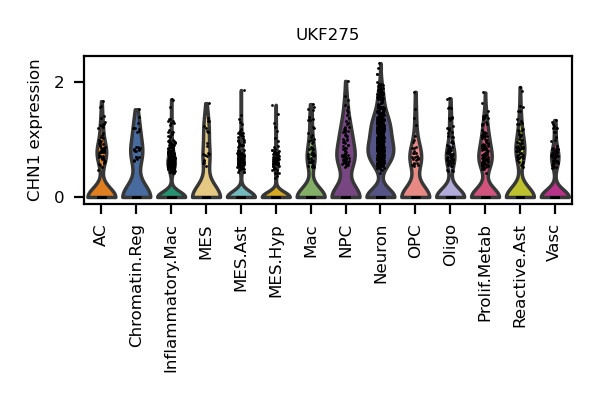 UKF275
CHN1 expression
2
0
AC
Chromatin.Reg
Inflammatory.Mac
MES
MES.Ast
MES.Hyp
Mac
NPC
Neuron
OPC
Oligo
Prolif.Metab
Reactive.Ast
Vasc